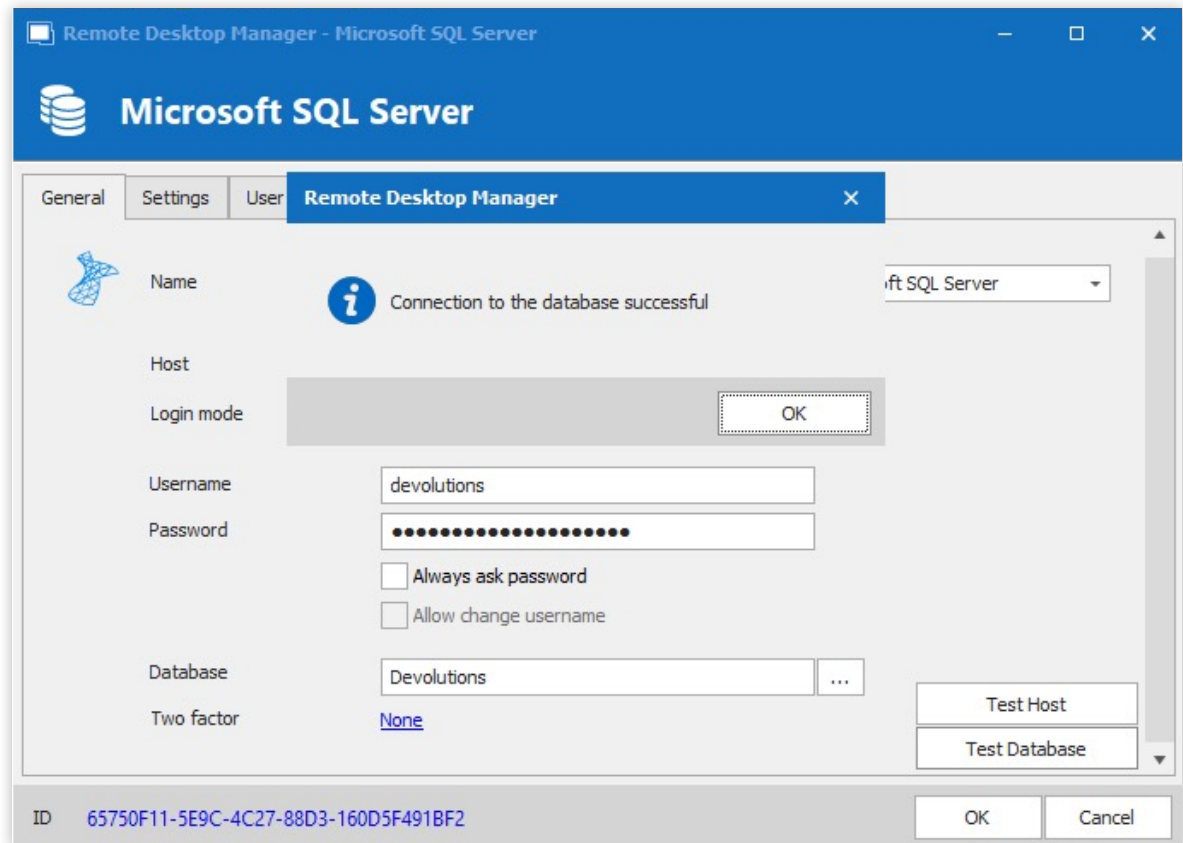 Remote Desktop Manager - Microsoft SQL Server
Microsoft SQL Server
General Settings User
Remote Desktop Manager
Name
Connection to the database successful
ft SQL Server
Host
Login mode
OK
Username devolutions
Password
Always ask password
Allow change username
Database Devolutions ...
Two factor None
Test Host
Test Database
ID 65750F11-5E9C-4C27-88D3-160D5F491BF2
OK Cancel